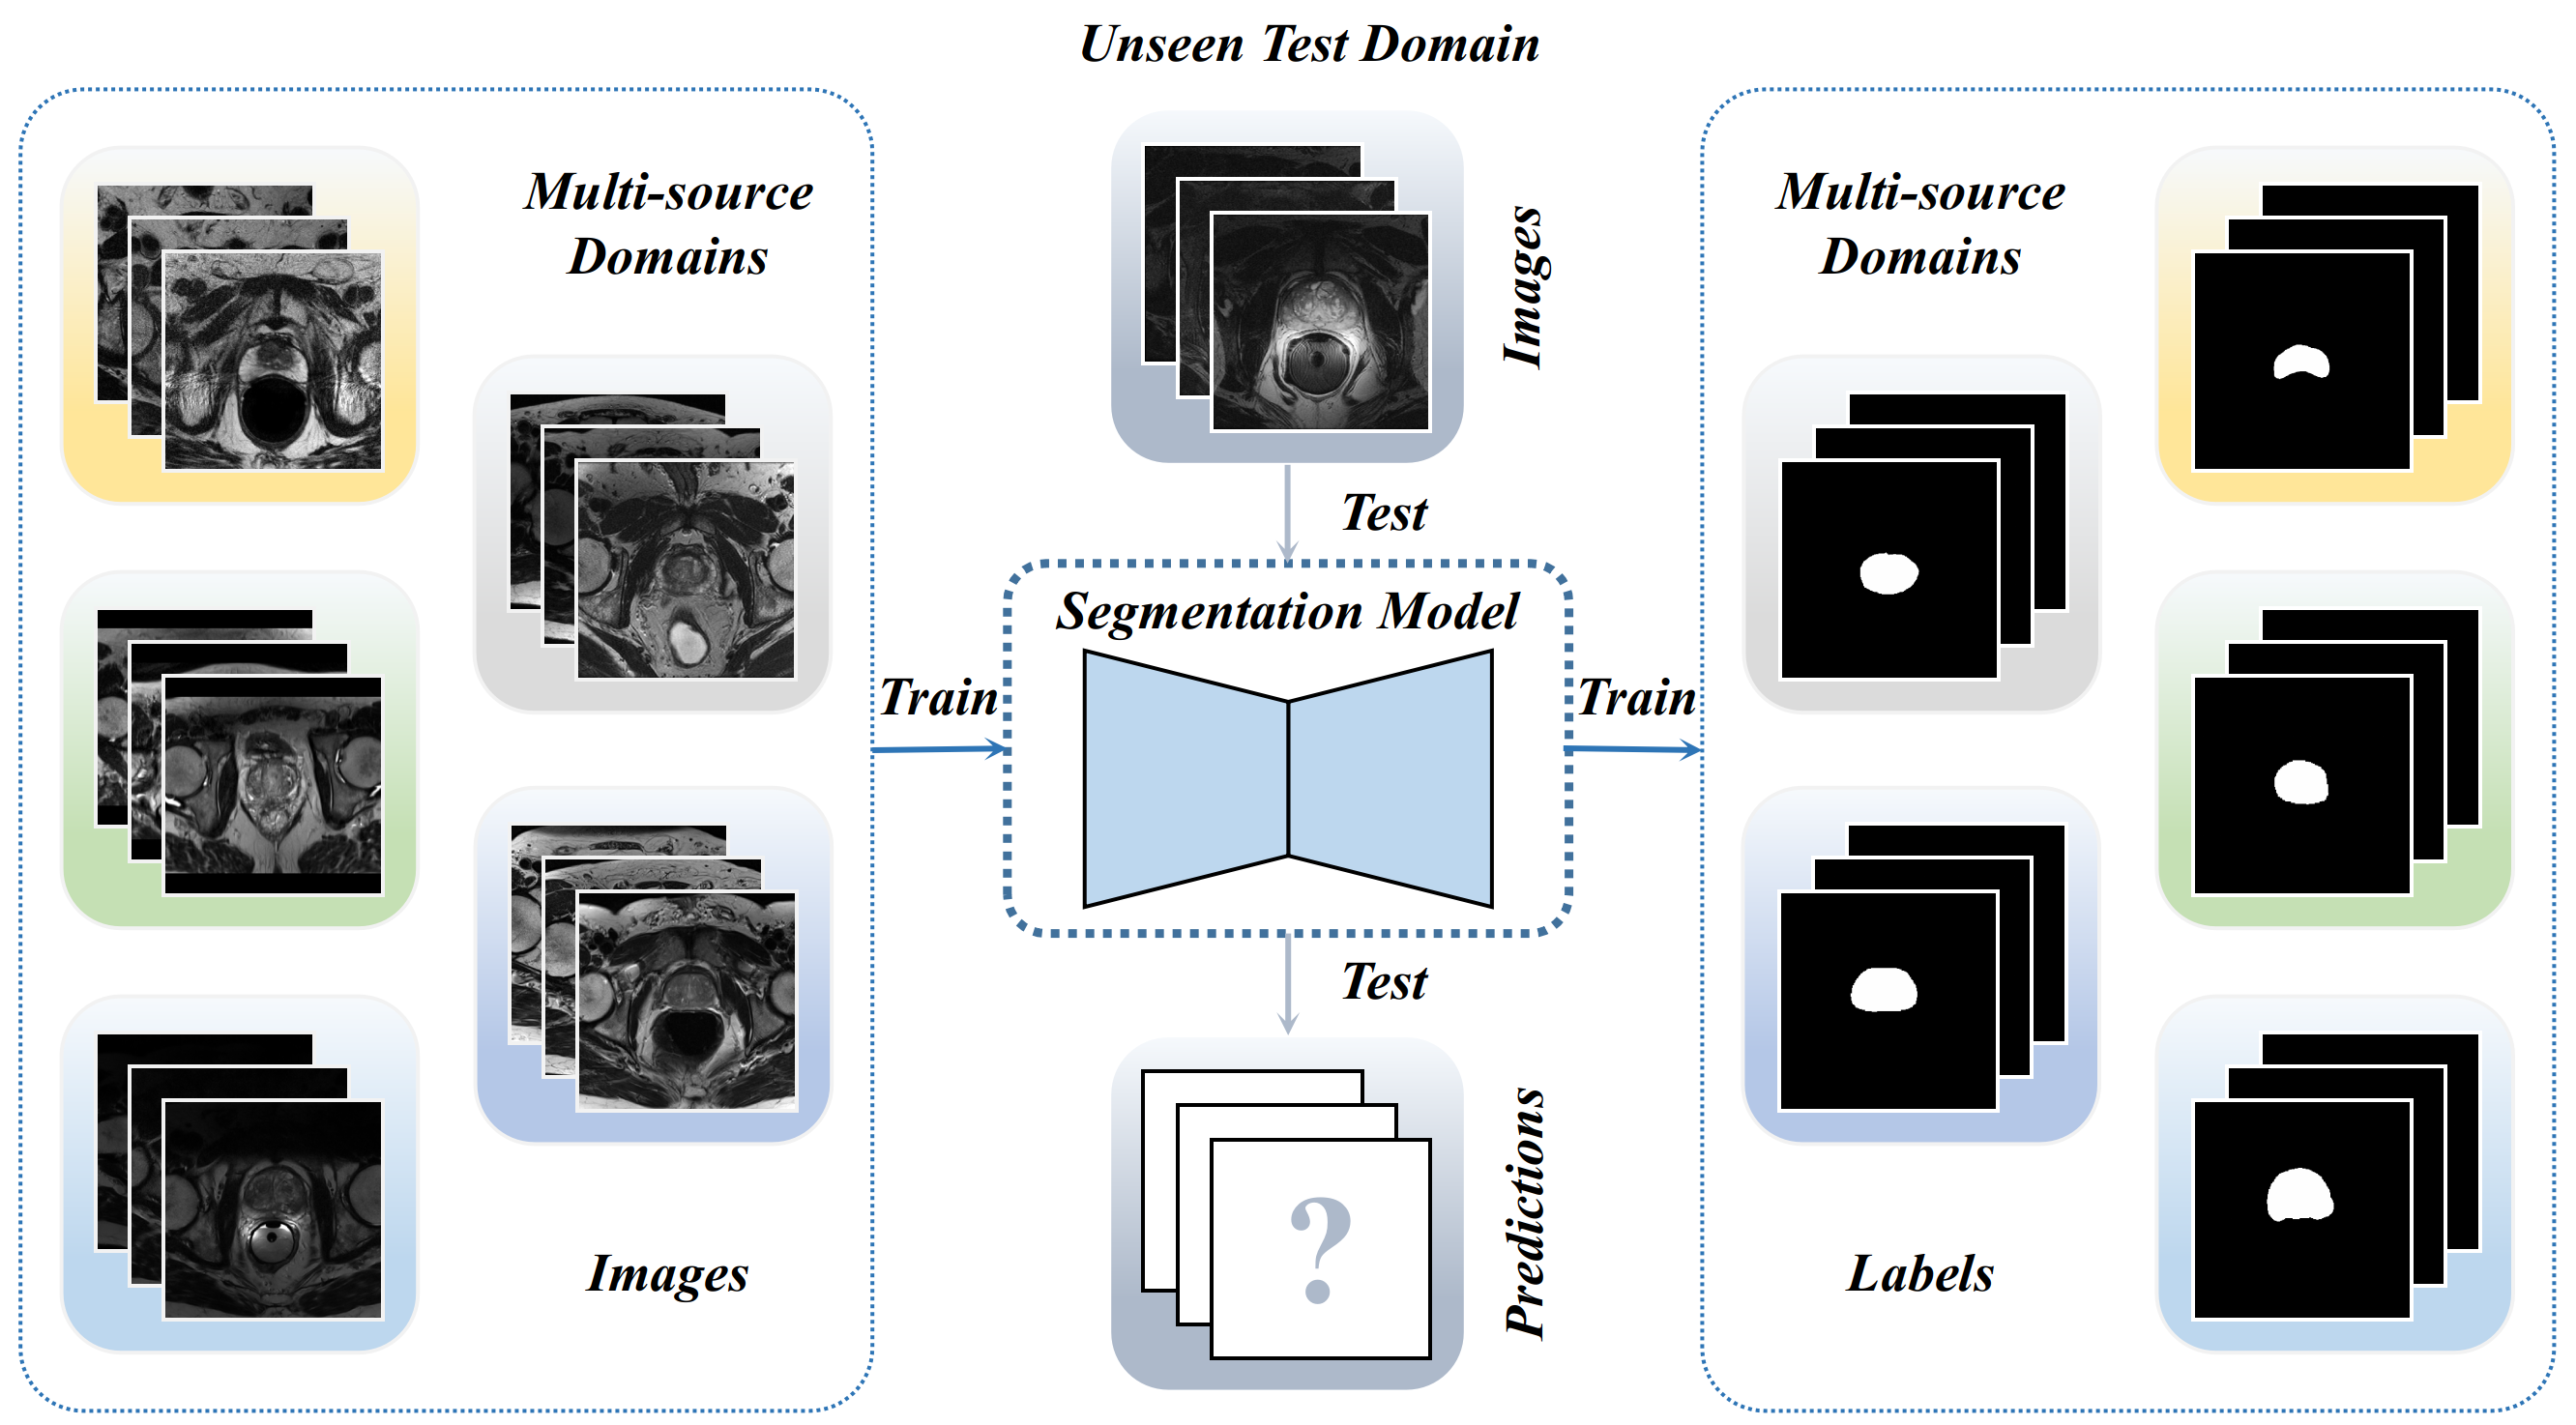 Unseen Test Domain
Multi-source
Domains
Images
Multi-source
Domains
Test
Segmentation Model
Train
Train
Test
Predictions
Images
Labels
?